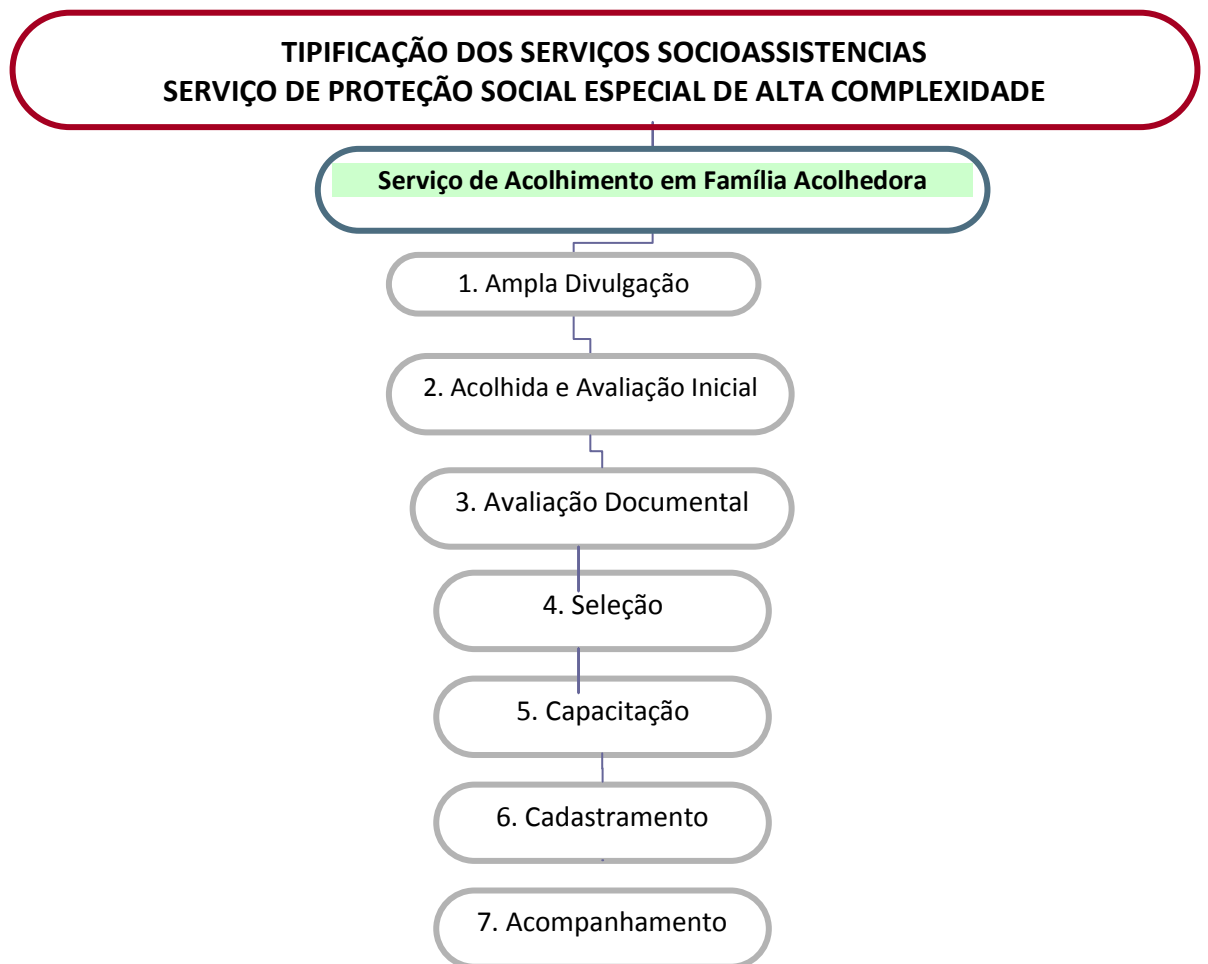 TIPIFICAÇÃO DOS SERVIÇOS SOCIOASSISTENCIAS
SERVIÇO DE PROTEÇÃO SOCIAL ESPECIAL DE ALTA COMPLEXIDADE
Serviço de Acolhimento em Família Acolhedora
1. Ampla Divulgação
2. Acolhida e Avaliação Inicial
3. Avaliação Documental
4. Seleção
5. Capacitação
6. Cadastramento
7. Acompanhamento